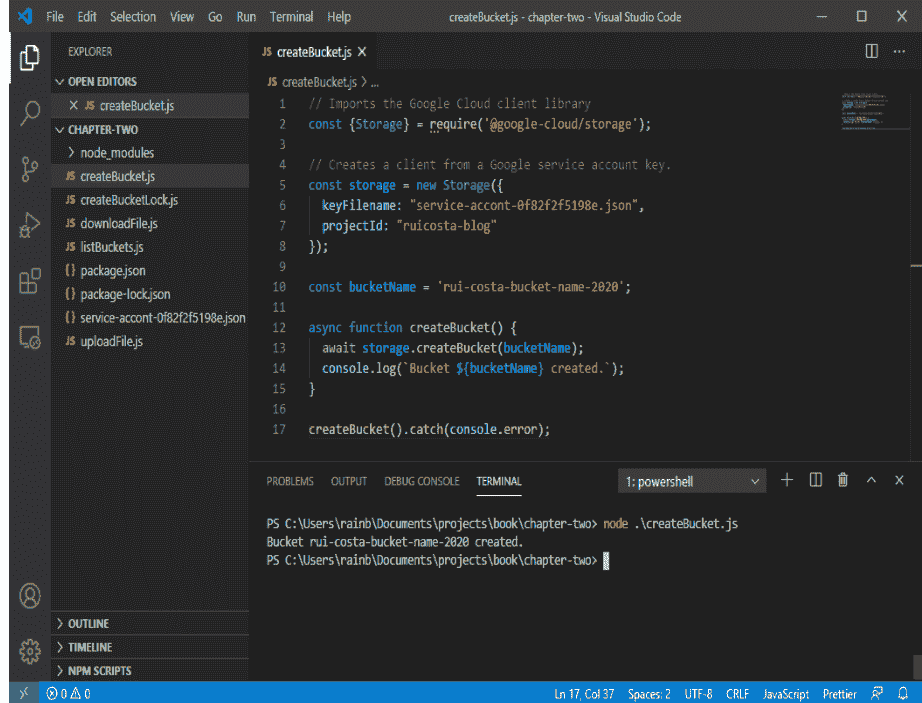 File Edit Selection View Go Run Terminal Help createBucket.js - chapter-two - Visual Studio Code
EXPLORER
OPEN EDITORS
JS createBucket.js
CHAPTER-TWO
node_modules
JS createBucket.js
JS createBucketLock.js
JS downloadFile.js
JS listBuckets.js
{} package.json
{} package-lock.json
{} service-accont-0f82f2f5198e.json
JS uploadFile.js
OUTLINE
TIMELINE
NPM SCRIPTS
JS createBucket.js
JS createBucket.js > ...
1 // Imports the Google Cloud client library
2 const {Storage} = require('@google-cloud/storage');
3
4 // Creates a client from a Google service account key.
5 const storage = new Storage({
6 keyFilename: "service-accont-0f82f2f5198e.json",
7 projectId: "ruicosta-blog"
8 });
9
10 const bucketName = 'rui-costa-bucket-name-2020';
11
12 async function createBucket() {
13 await storage.createBucket(bucketName);
14 console.log(`Bucket ${bucketName} created.`);
15 }
16
17 createBucket().catch(console.error);
PROBLEMS OUTPUT DEBUG CONSOLE TERMINAL 1: powershell
PS C:\Users\rainb\Documents\projects\book\chapter-two> node .\createBucket.js
Bucket rui-costa-bucket-name-2020 created.
PS C:\Users\rainb\Documents\projects\book\chapter-two>
0 0 Ln 17, Col 37 Spaces: 2 UTF-8 CRLF JavaScript Prettier